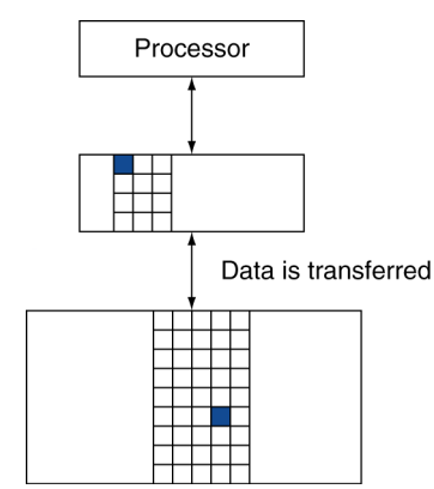 Processor
Data is transferred